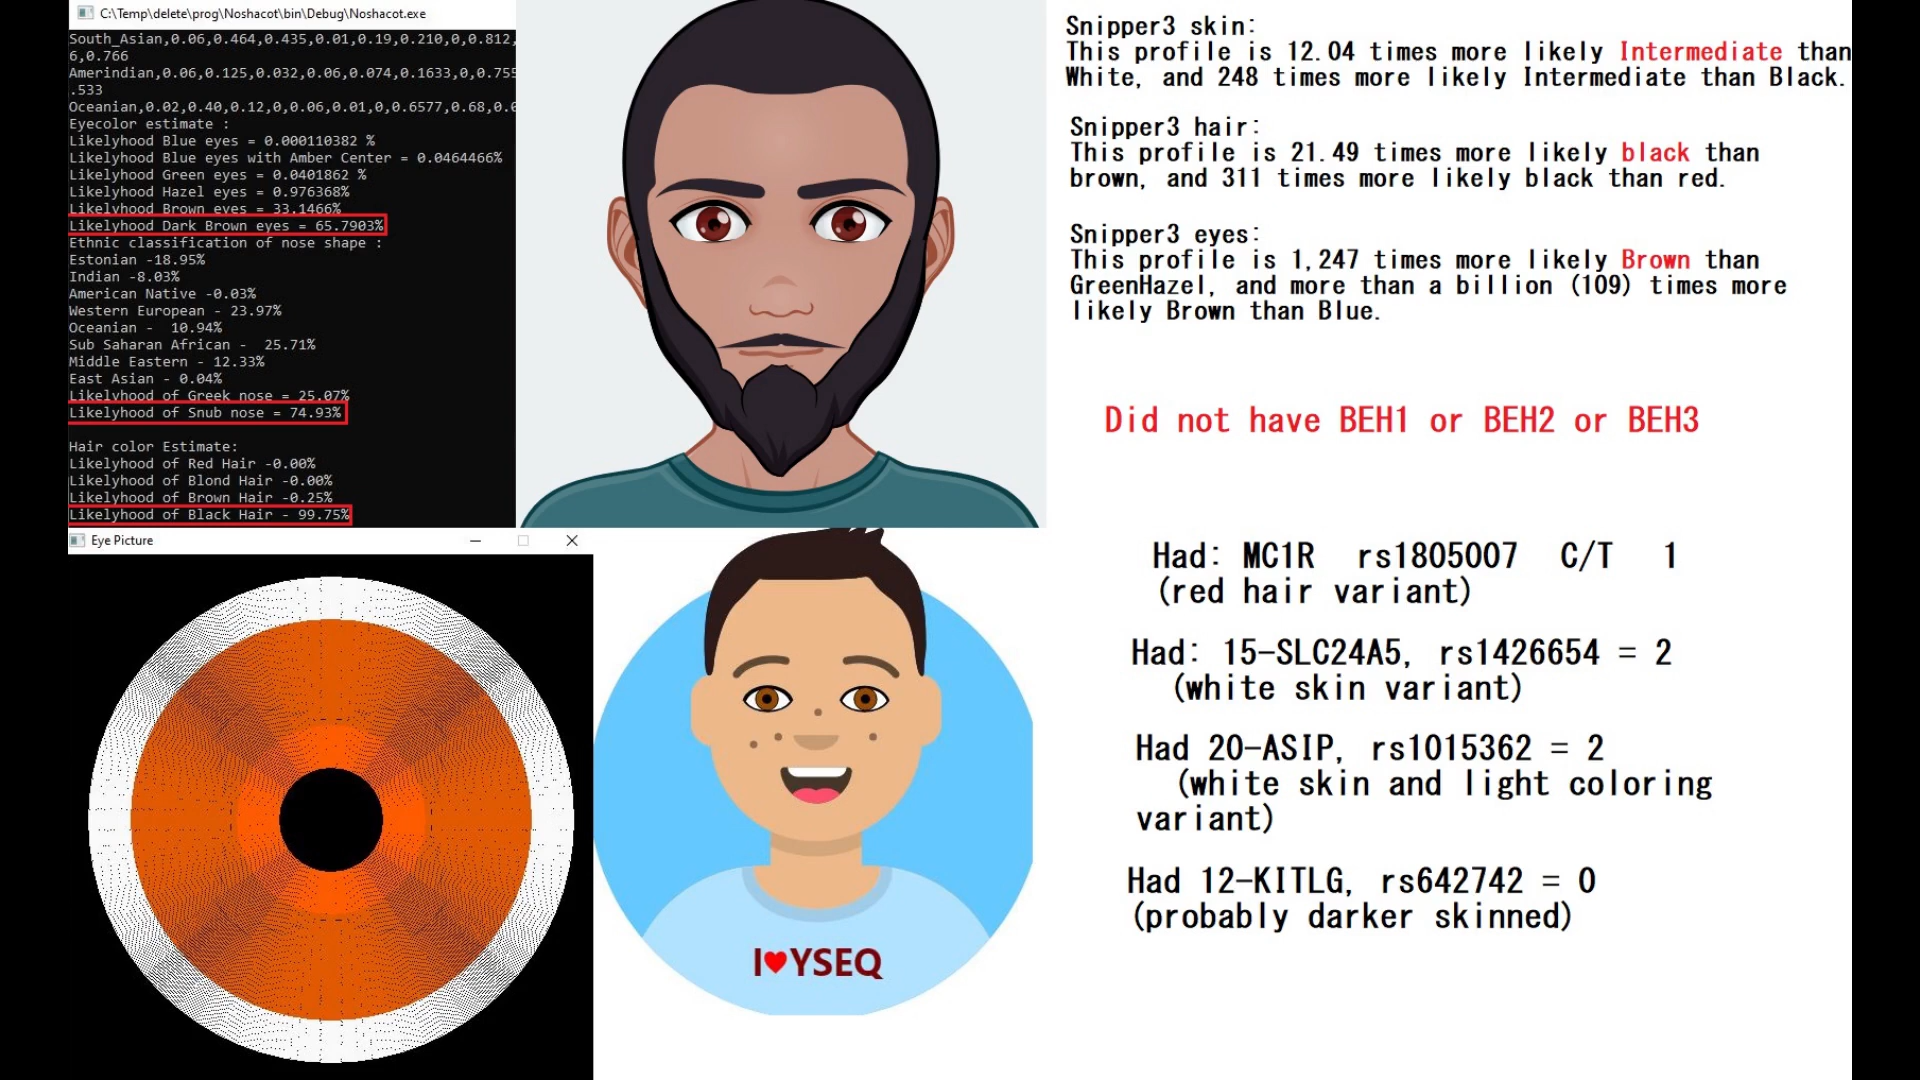 C:\Temp\delete\prog\Noshacot\bin\Debug\Noshacot.exe
South_Asian,0.06,0.464,0.435,0.01,0.19,0.210,0,0.812,
6,0.766
Amerindian,0.06,0.125,0.032,0.06,0.074,0.1633,0,0.755
.533
Oceanian,0.02,0.40,0.12,0,0.06,0.01,0,0.6577,0.68,0.0
Eyecolor estimate :
Likelyhood Blue eyes = 0.000110382 %
Likelyhood Blue eyes with Amber Center = 0.0464466%
Likelyhood Green eyes = 0.0401862 %
Likelyhood Hazel eyes = 0.976368%
Likelyhood Brown eyes = 33.1466%
Likelyhood Dark Brown eyes = 65.7903%
Ethnic classification of nose shape :
Estonian -18.95%
Indian -8.03%
American Native -0.03%
Western European - 23.97%
Oceanian -  10.94%
Sub Saharan African -  25.71%
Middle Eastern - 12.33%
East Asian - 0.04%
Likelyhood of Greek nose = 25.07%
Likelyhood of Snub nose = 74.93%
Hair color Estimate:
Likelyhood of Red Hair -0.00%
Likelyhood of Blond Hair -0.00%
Likelyhood of Brown Hair -0.25%
Likelyhood of Black Hair - 99.75%
Eye Picture
I❤YSEQ
Snipper3 skin:
This profile is 12.04 times more likely Intermediate than
White, and 248 times more likely Intermediate than Black.
Snipper3 hair:
This profile is 21.49 times more likely black than
brown, and 311 times more likely black than red.
Snipper3 eyes:
This profile is 1,247 times more likely Brown than
GreenHazel, and more than a billion (109) times more
likely Brown than Blue.
Did not have BEH1 or BEH2 or BEH3
Had: MC1R rs1805007 C/T 1
(red hair variant)
Had: 15-SLC24A5, rs1426654 = 2
(white skin variant)
Had 20-ASIP, rs1015362 = 2
(white skin and light coloring
variant)
Had 12-KITLG, rs642742 = 0
(probably darker skinned)